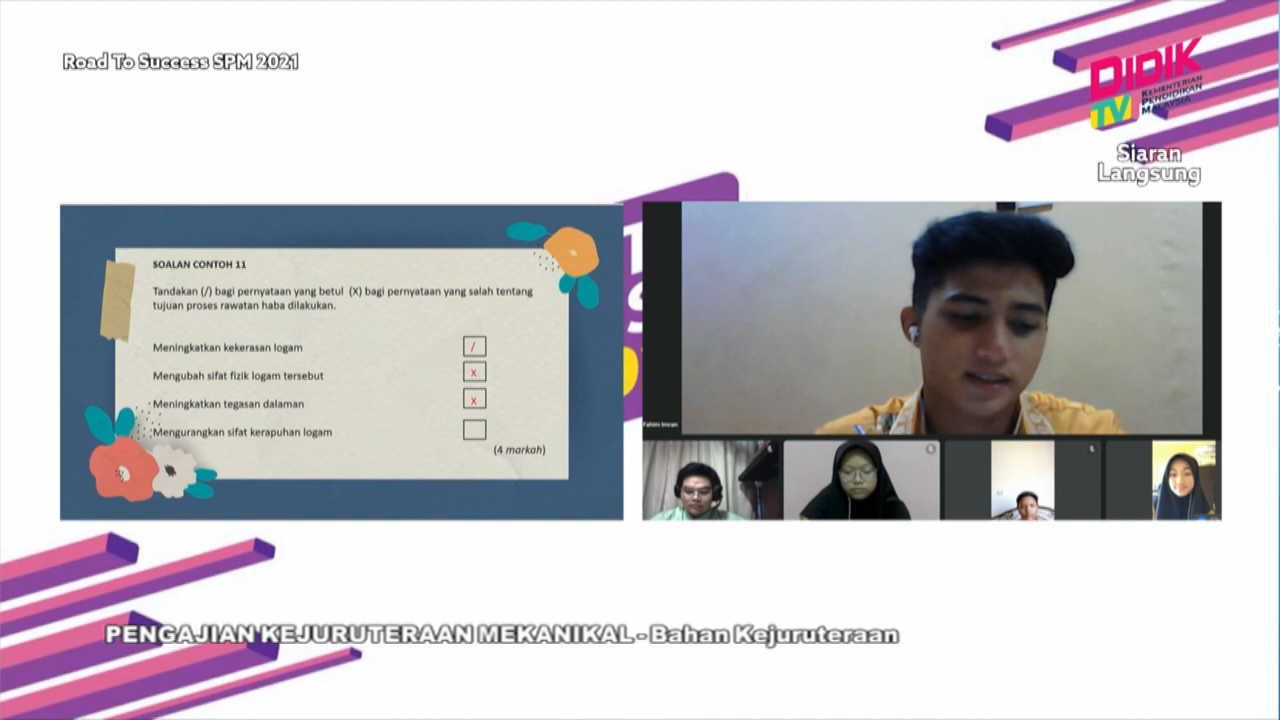 Road To Success SPM 2021
DIDIK
TV
KEMENTERIAN
PENDIDIKAN
MALAYSIA
Siaran
Langsung
SOALAN CONTOH 11
Tandakan (/) bagi pernyataan yang betul (X) bagi pernyataan yang salah tentang
tujuan proses rawatan haba dilakukan.
Meningkatkan kekerasan logam /
Mengubah sifat fizik logam tersebut x
Meningkatkan tegasan dalaman x
Mengurangkan sifat kerapuhan logam
(4 markah)
Fahim Imran
PENGAJIAN KEJURUTERAAN MEKANIKAL - Bahan Kejuruteraan